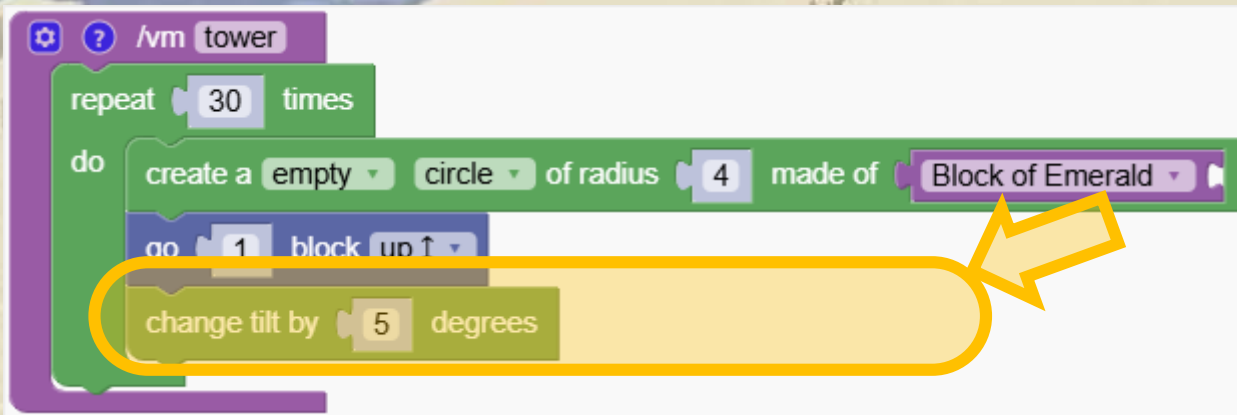 ? /vm tower
repeat 30 times
do create a empty circle of radius 4 made of Block of Emerald
go 1 block up ↑
change tilt by 5 degrees